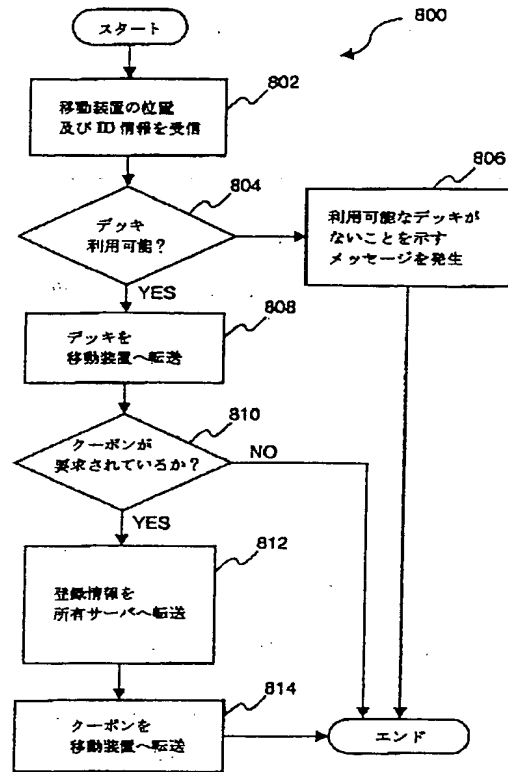 スタート
800
802
移動装置の位置
及び ID 情報を受信
804
デッキ
利用可能?
806
利用可能なデッキが
ないことを示す
メッセージを発生
YES
808
デッキを
移動装置へ転送
810
クーポンが
要求されているか?
NO
YES
812
登録情報を
所有サーバへ転送
814
クーポンを
移動装置へ転送
エンド